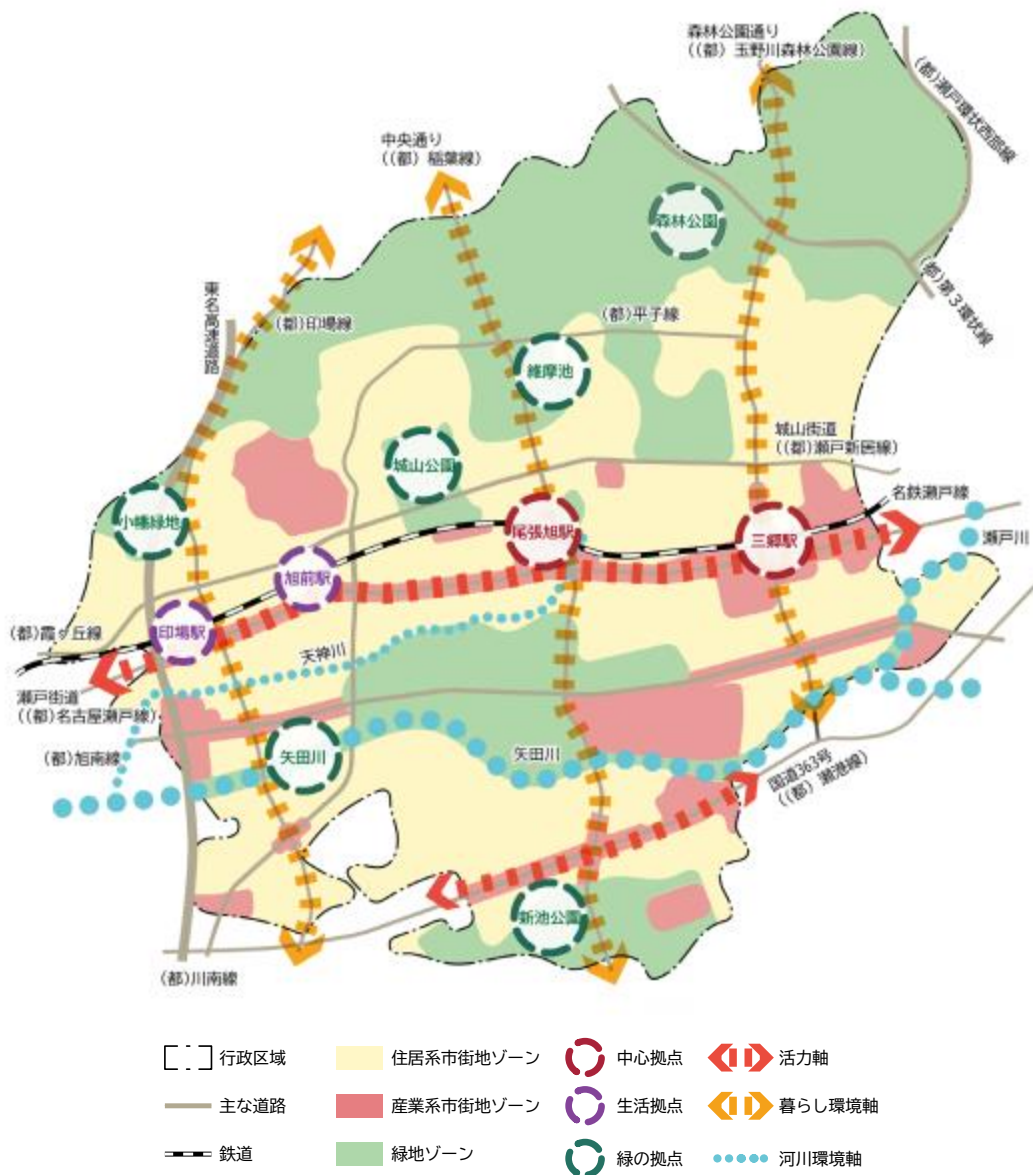 森林公園通り
((都) 玉野川森林公園線)
(都)瀬戸環状西部線
中央通り
((都) 稲葉線)
森林公園
(都)第３環状線
東名高速道路
(都)印場線
(都)平子線
維摩池
城山街道
((都)瀬戸新居線)
城山公園
名鉄瀬戸線
小幡緑地
尾張旭駅
三郷駅
瀬戸川
旭前駅
印場駅
(都)霞ヶ丘線
天神川
瀬戸街道
((都)名古屋瀬戸線)
(都)旭南線
矢田川
矢田川
国道363号
((都) 瀬港線)
新池公園
(都)川南線
行政区域
住居系市街地ゾーン
中心拠点
活力軸
主な道路
産業系市街地ゾーン
生活拠点
暮らし環境軸
鉄道
緑地ゾーン
緑の拠点
河川環境軸